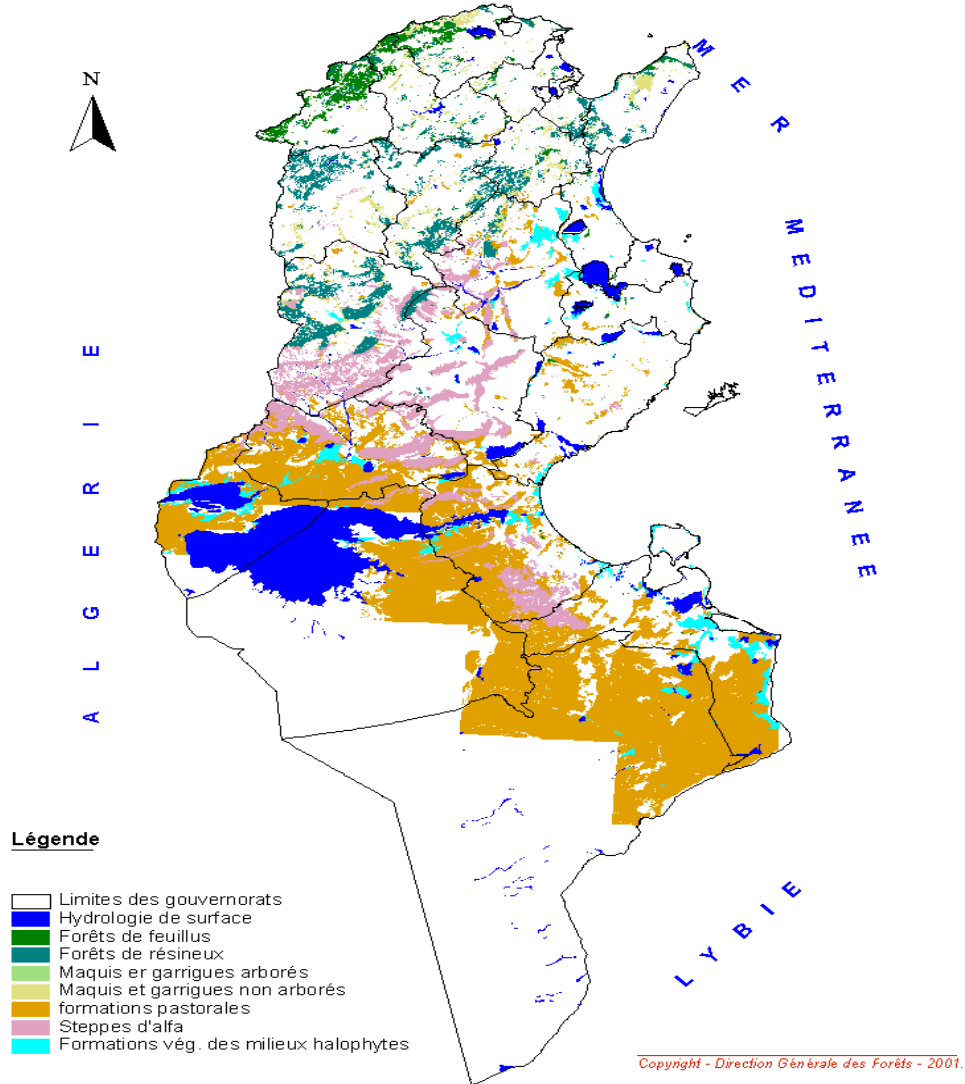 N
MER MEDITERRANE
ALGERIE
LYBIE
Légende
Limites des gouvernorats
Hydrologie de surface
Forêts de feuillus
Forêts de résineux
Maquis er garrigues arborés
Maquis et garrigues non arborés
formations pastorales
Steppes d'alfa
Formations vég. des milieux halophytes
Copyright - Direction Générale des Forêts - 2001.